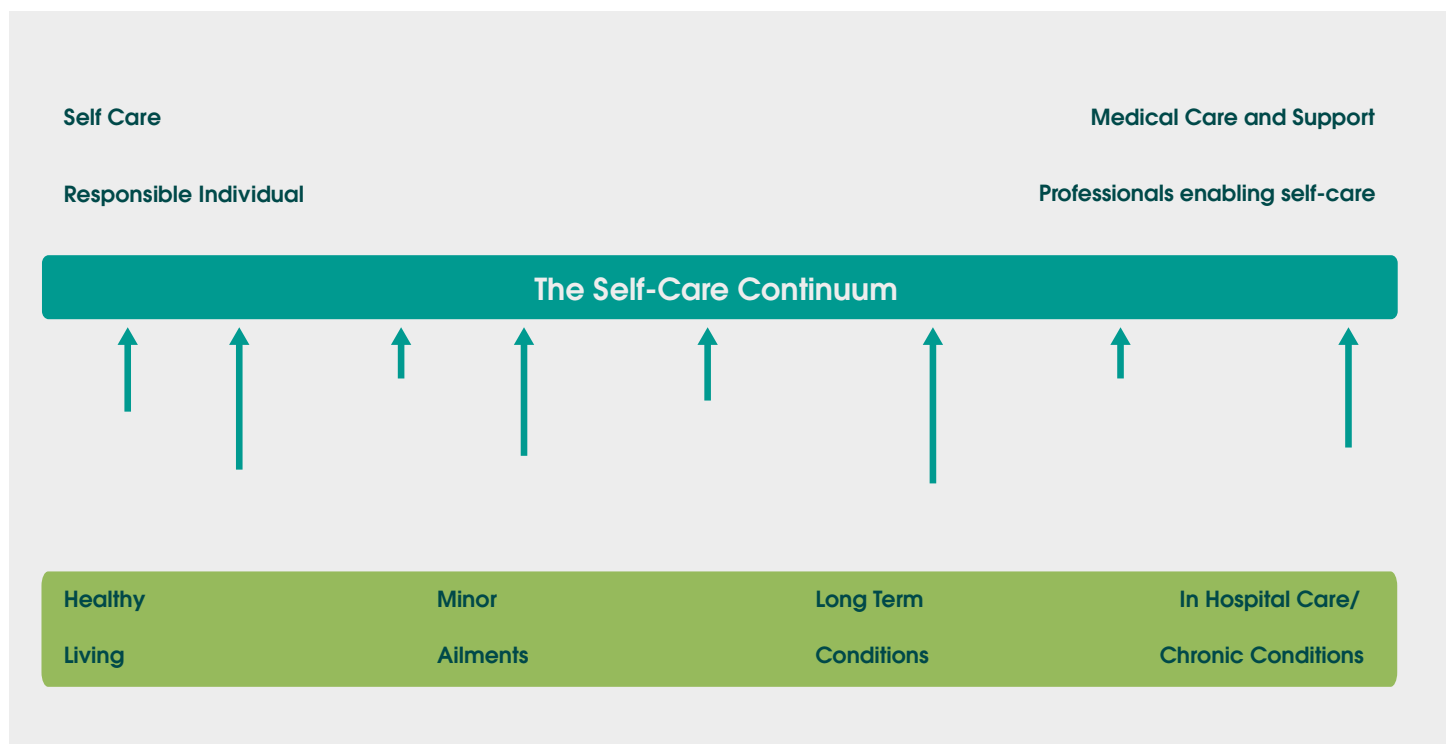 Self Care
Medical Care and Support
Responsible Individual
Professionals enabling self-care
The Self-Care Continuum
Healthy
Living
Minor
Ailments
Long Term
Conditions
In Hospital Care/
Chronic Conditions